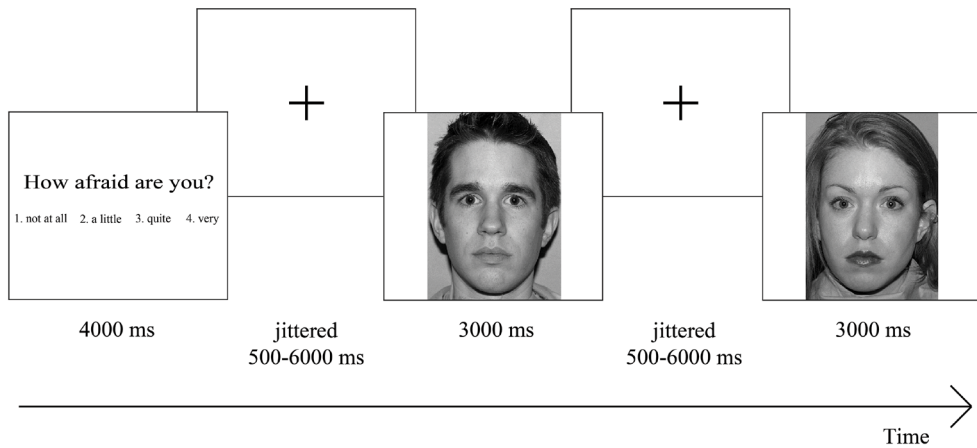 How afraid are you?
1. not at all 2. a little 3. quite 4. very
4000 ms
jittered
500-6000 ms
3000 ms
jittered
500-6000 ms
3000 ms
Time